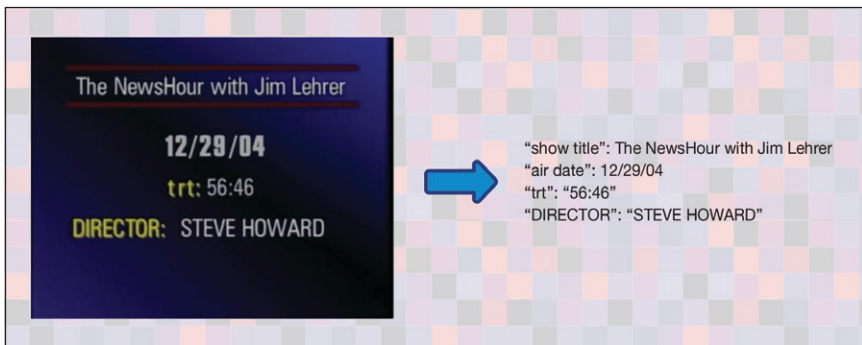 The NewsHour with Jim Lehrer
12/29/04
trt: 56:46
DIRECTOR: STEVE HOWARD
“show title”: The NewsHour with Jim Lehrer
“air date”: 12/29/04
“trt”: “56:46”
“DIRECTOR”: “STEVE HOWARD”